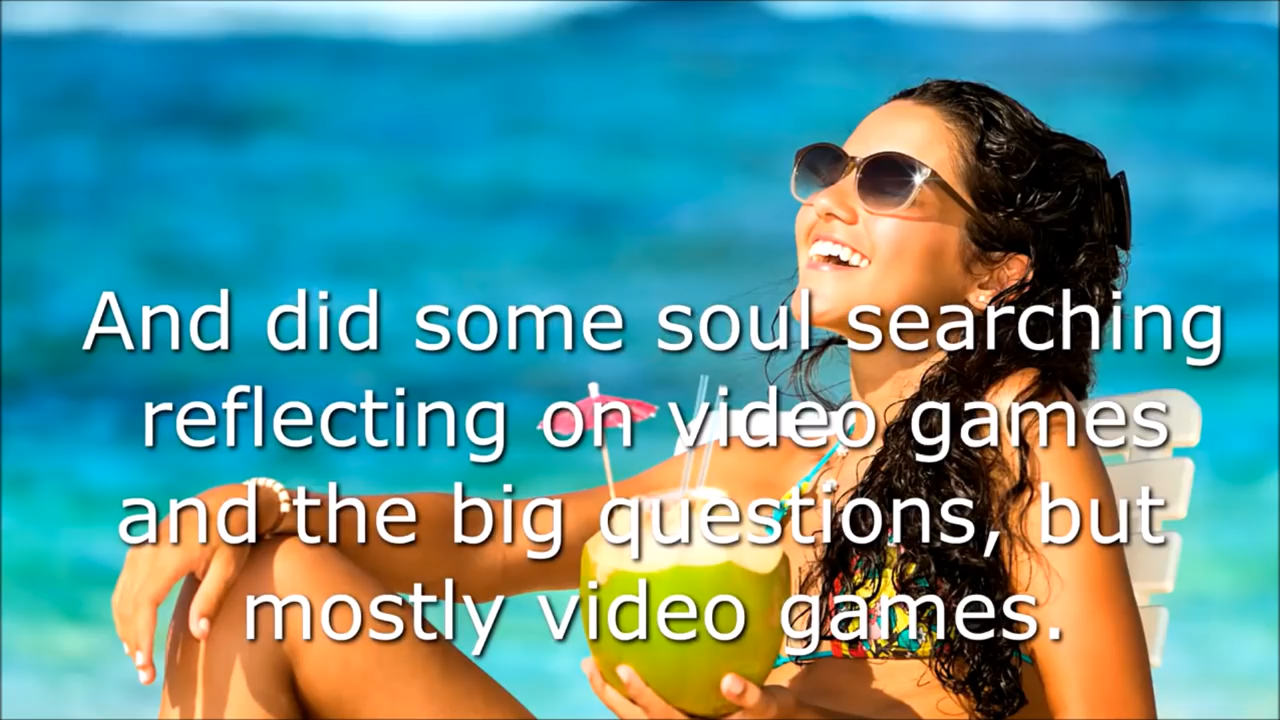 And did some soul searching
reflecting on video games
and the big questions, but
mostly video games.